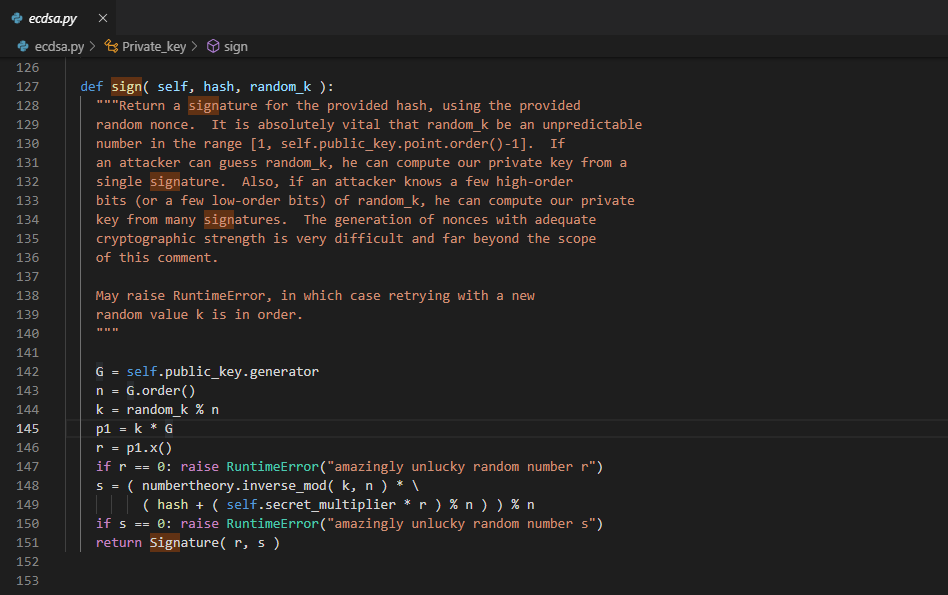 ecdsa.py ×
ecdsa.py > Private_key > sign
126
127 def sign( self, hash, random_k ):
128 """Return a signature for the provided hash, using the provided
129 random nonce.  It is absolutely vital that random_k be an unpredictable
130 number in the range [1, self.public_key.point.order()-1].  If
131 an attacker can guess random_k, he can compute our private key from a
132 single signature.  Also, if an attacker knows a few high-order
133 bits (or a few low-order bits) of random_k, he can compute our private
134 key from many signatures.  The generation of nonces with adequate
135 cryptographic strength is very difficult and far beyond the scope
136 of this comment.
137
138 May raise RuntimeError, in which case retrying with a new
139 random value k is in order.
140 """
141
142 G = self.public_key.generator
143 n = G.order()
144 k = random_k % n
145 p1 = k * G
146 r = p1.x()
147 if r == 0: raise RuntimeError("amazingly unlucky random number r")
148 s = ( numbertheory.inverse_mod( k, n ) * \
149 ( hash + ( self.secret_multiplier * r ) % n ) ) % n
150 if s == 0: raise RuntimeError("amazingly unlucky random number s")
151 return Signature( r, s )
152
153